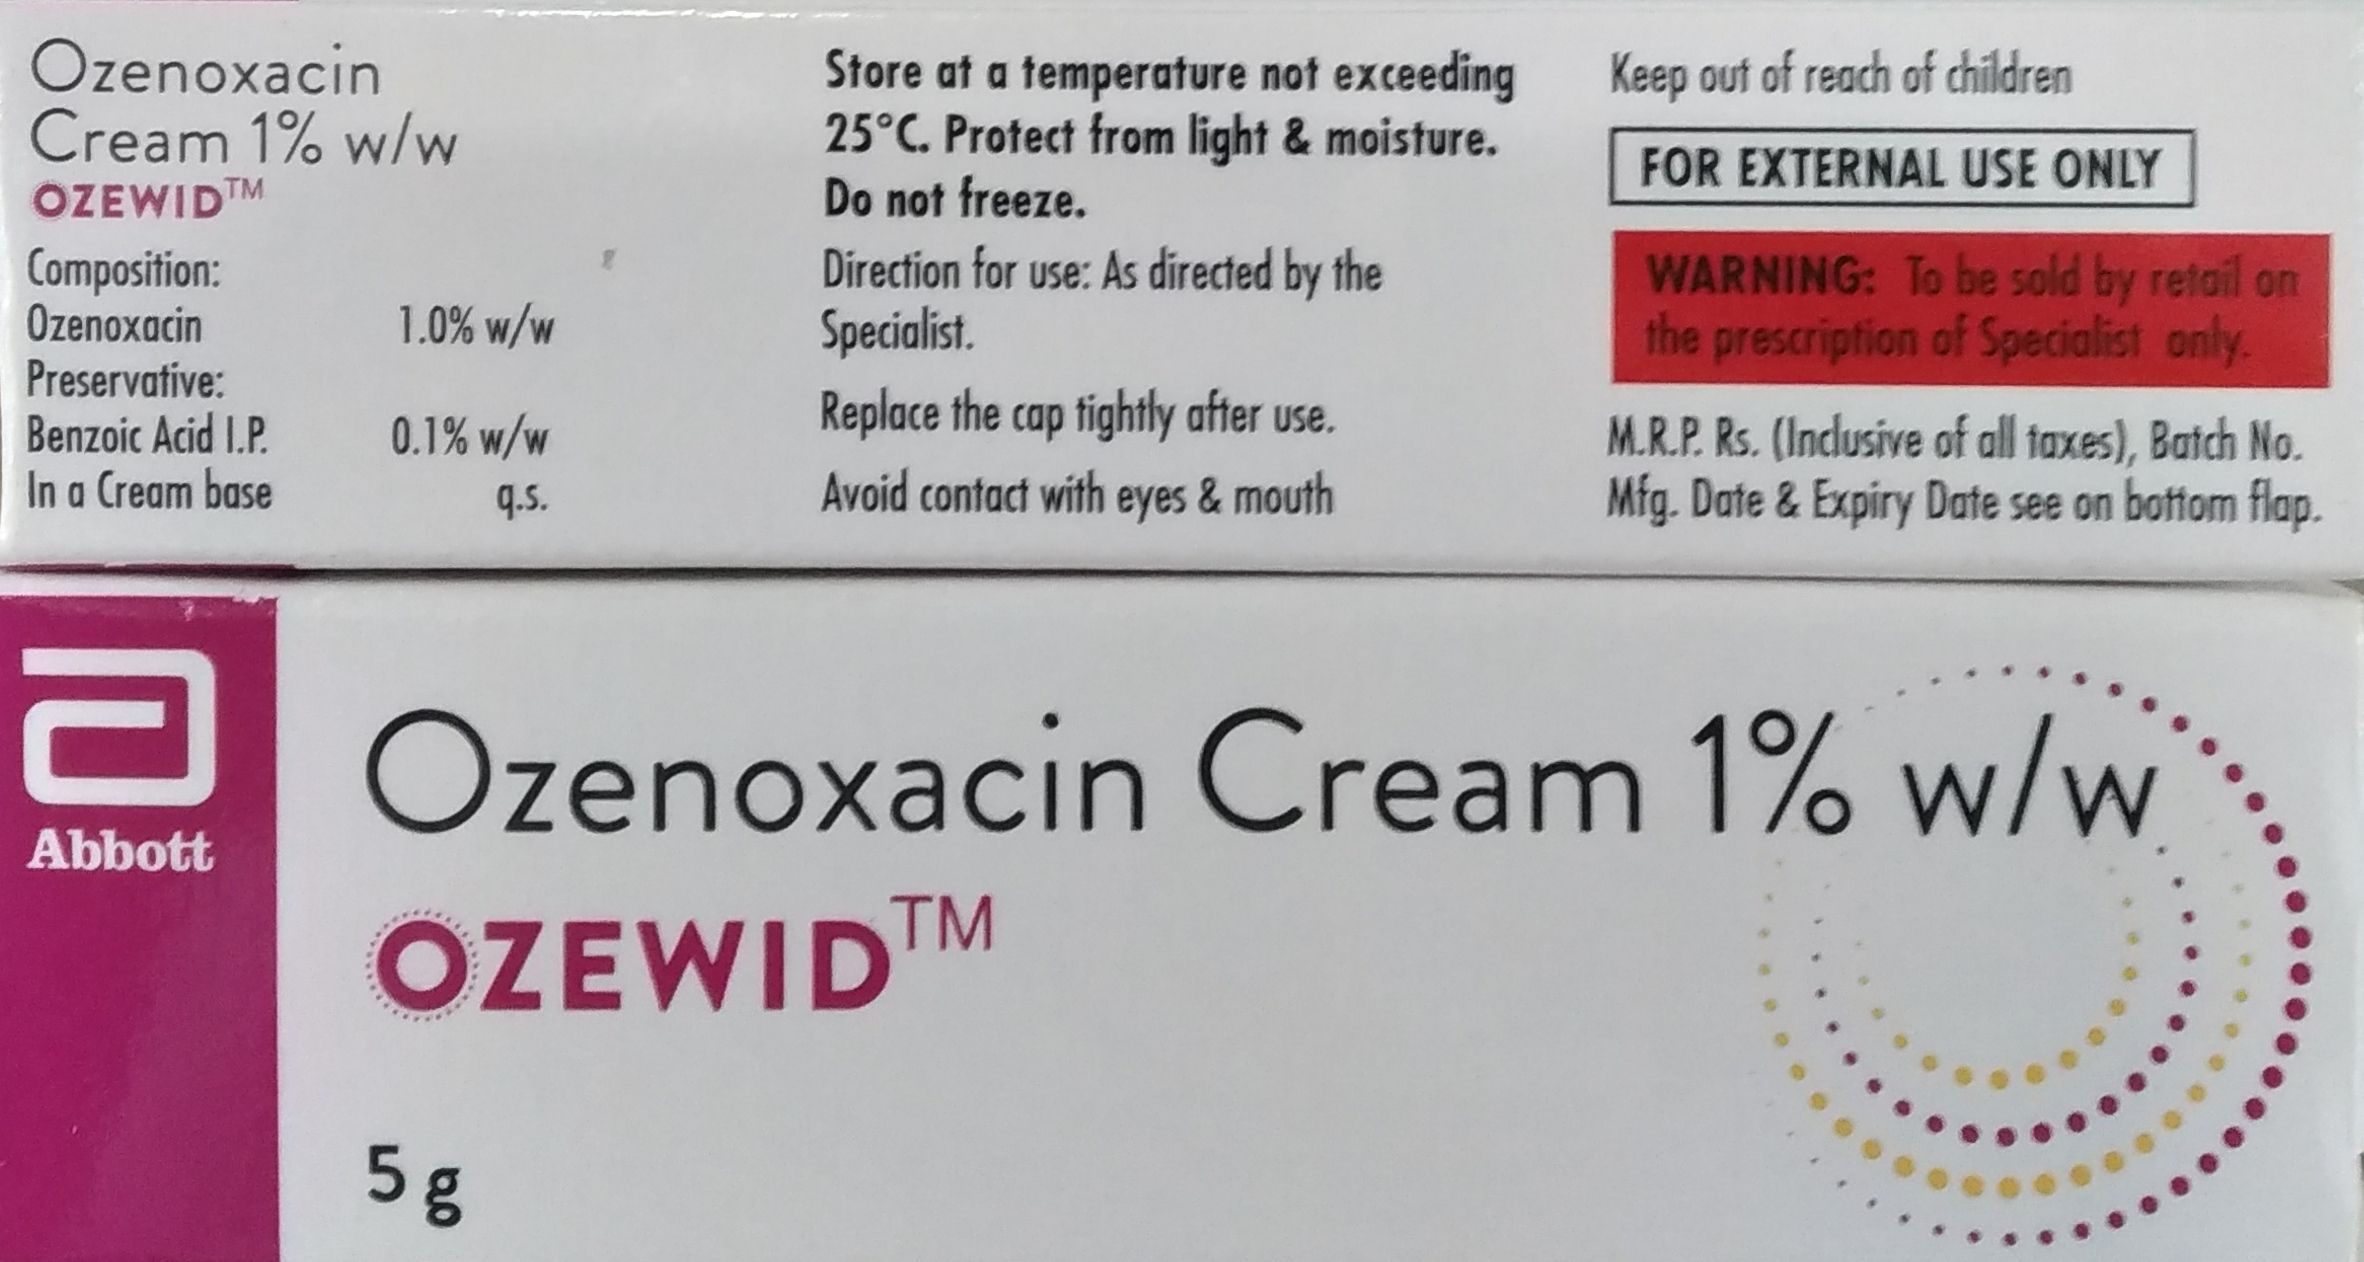 Ozenoxacin
Cream 1% w/w
OZEWID™
Composition:
Ozenoxacin 1.0% w/w
Preservative:
Benzoic Acid I.P. 0.1% w/w
In a Cream base q.s.
Store at a temperature not exceeding
25°C. Protect from light & moisture.
Do not freeze.
Direction for use: As directed by the
Specialist.
Replace the cap tightly after use.
Avoid contact with eyes & mouth
Keep out of reach of children
FOR EXTERNAL USE ONLY
WARNING: To be sold by retail on
the prescription of Specialist only.
M.R.P. Rs. (Inclusive of all taxes), Batch No.
Mfg. Date & Expiry Date see on bottom flap.
Abbott
Ozenoxacin Cream 1% w/w
OZEWID™
5 g